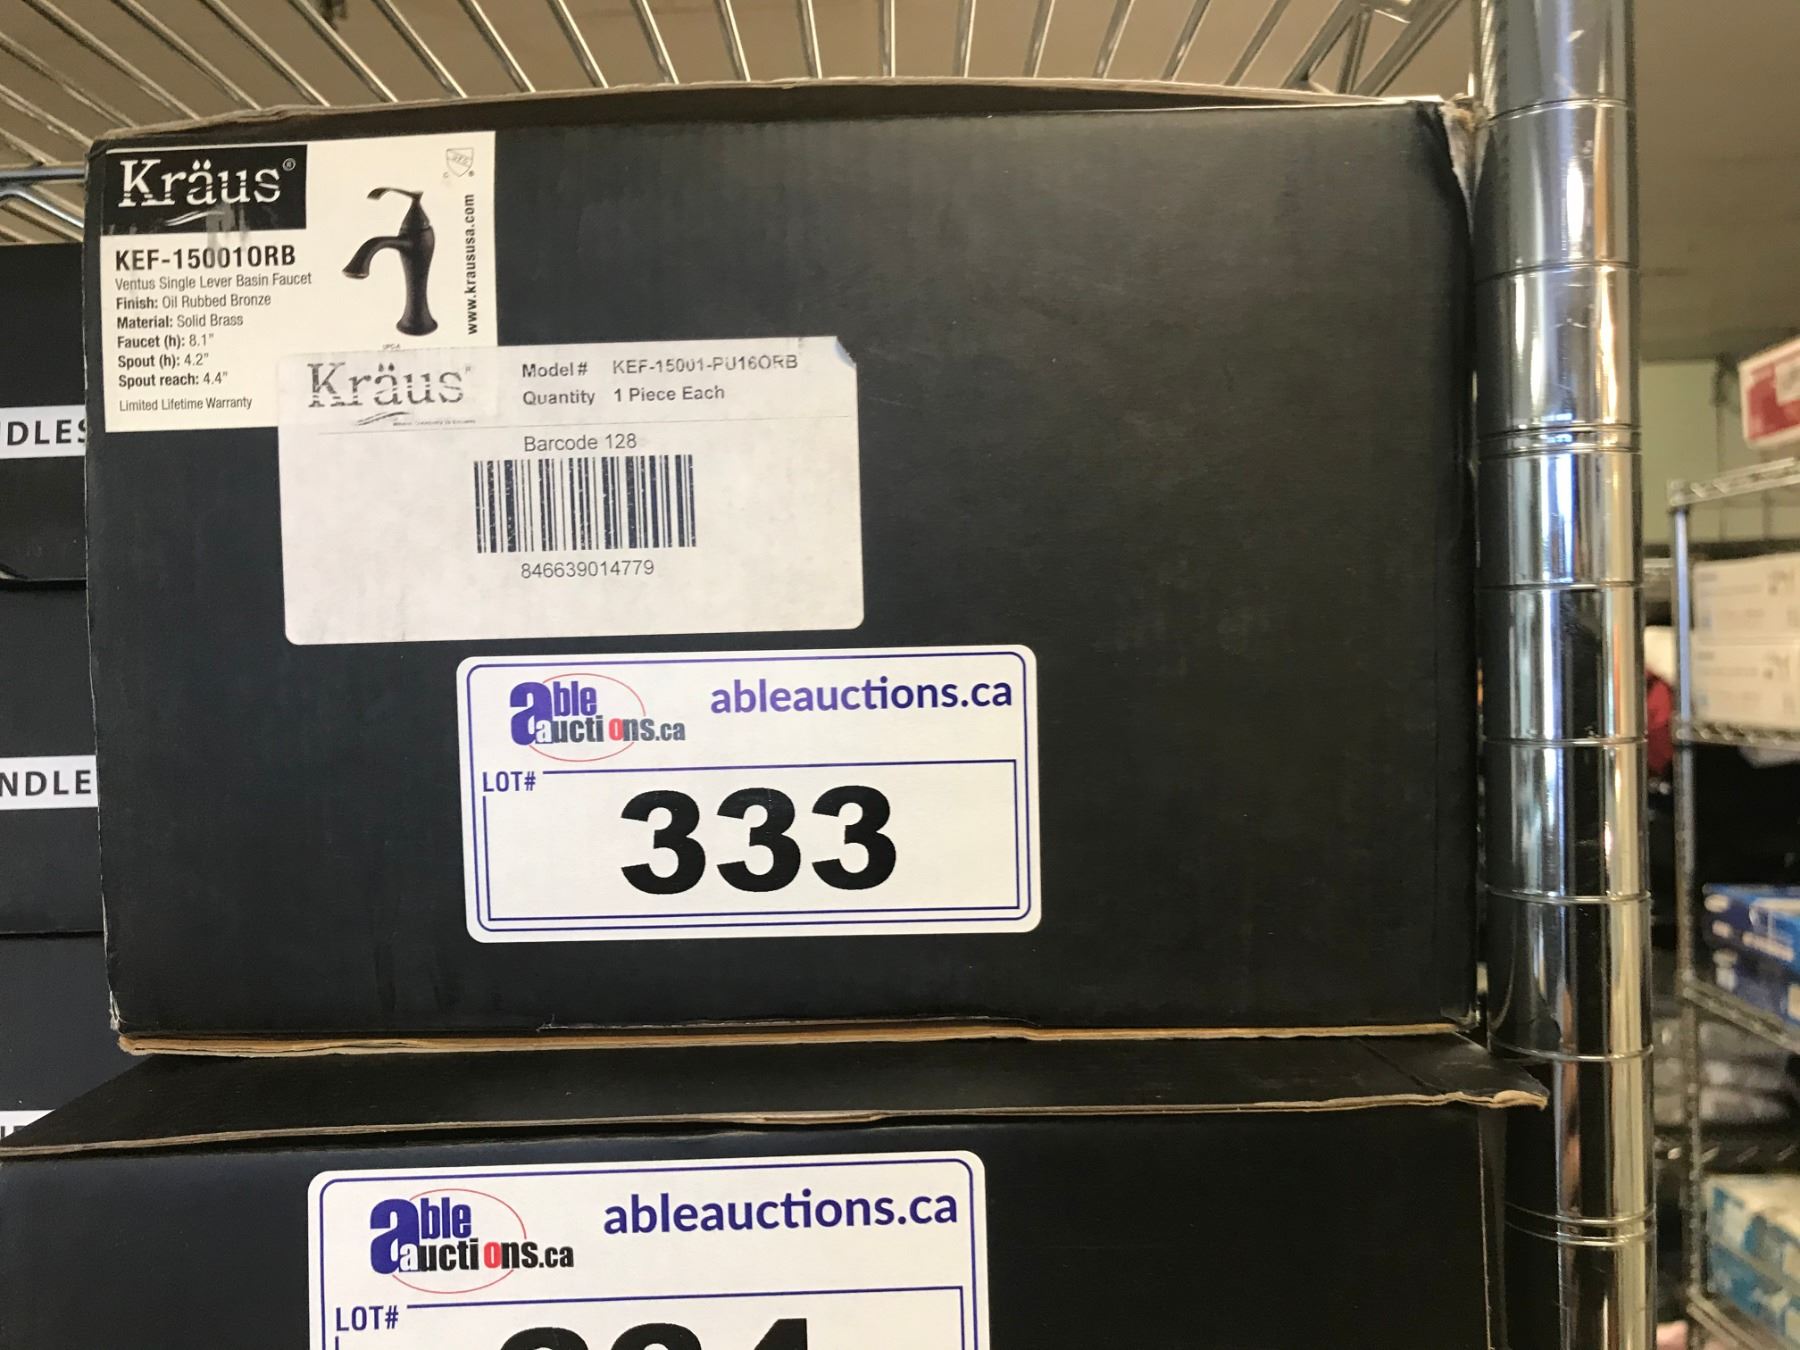 Kräus®
KEF-15001ORB
Ventus Single Lever Basin Faucet
Finish: Oil Rubbed Bronze
Material: Solid Brass
Faucet (h): 8.1"
Spout (h): 4.2"
Spout reach: 4.4"
Limited Lifetime Warranty
www.kraususa.com
UPC-A
Kräus®
Model # KEF-15001-PU16ORB
Quantity 1 Piece Each
Barcode 128
846639014779
able auctions.ca
ableauctions.ca
LOT#
333
able auctions.ca
ableauctions.ca
LOT#
DLES
NDLE